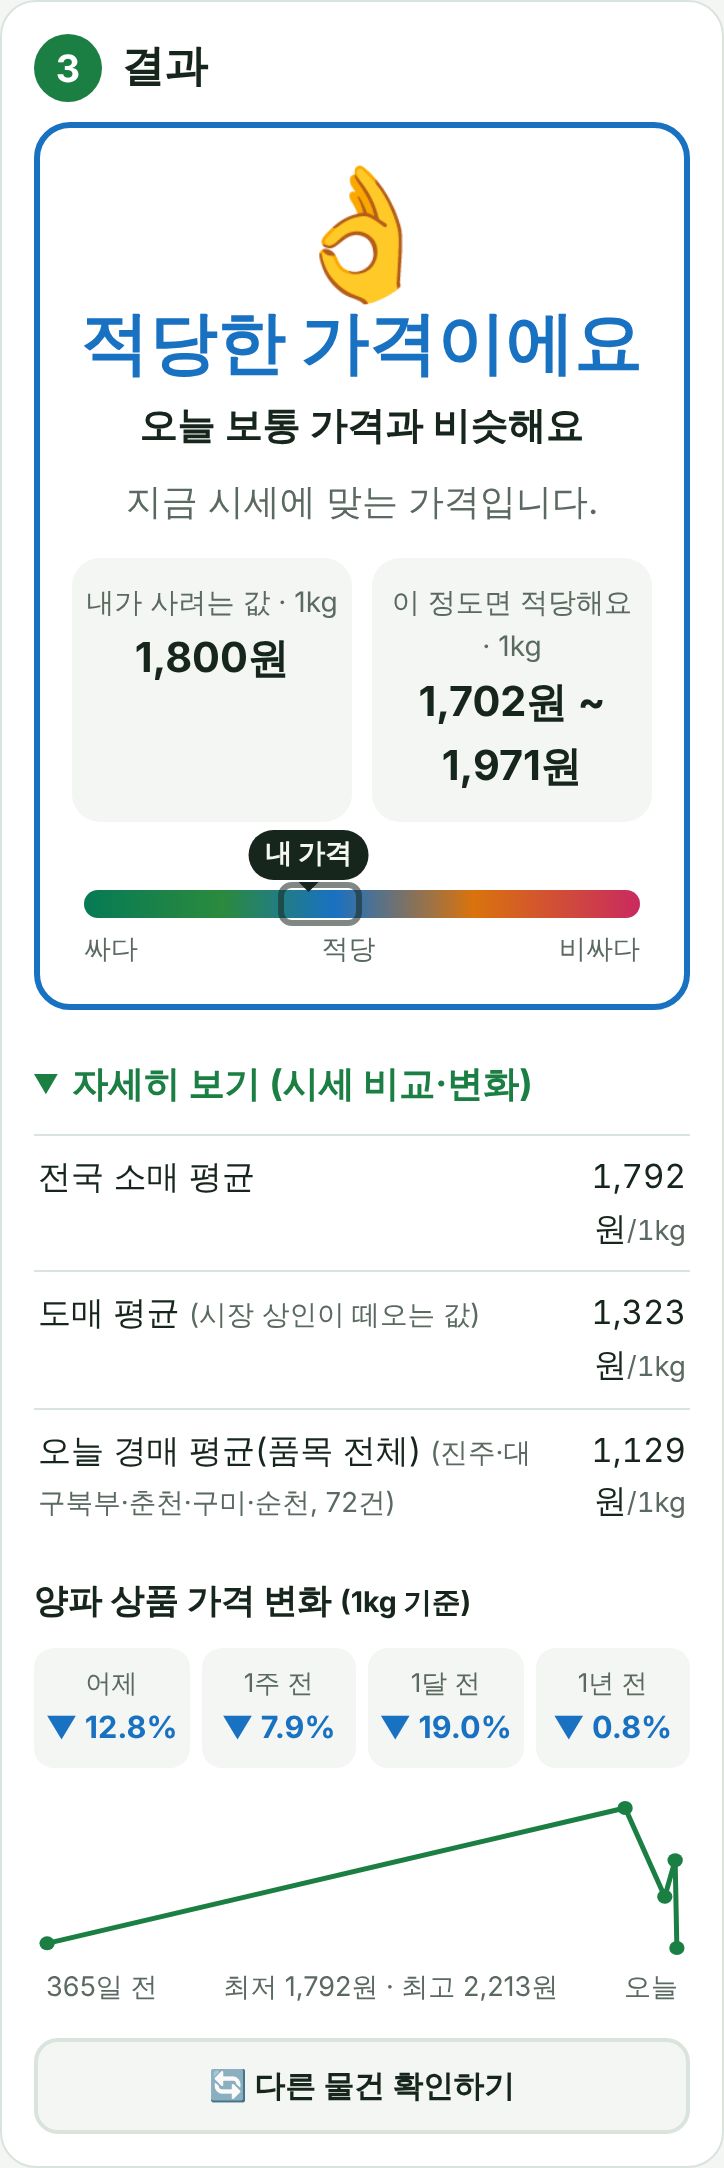 3 결과
적당한 가격이에요
오늘 보통 가격과 비슷해요
지금 시세에 맞는 가격입니다.
내가 사려는 값 · 1kg
1,800원
이 정도면 적당해요
· 1kg
1,702원 ~
1,971원
내 가격
싸다 적당 비싸다
▼ 자세히 보기 (시세 비교·변화)
전국 소매 평균 1,792
원/1kg
도매 평균 (시장 상인이 떼오는 값) 1,323
원/1kg
오늘 경매 평균(품목 전체) (진주·대 1,129
구북부·춘천·구미·순천, 72건) 원/1kg
양파 상품 가격 변화 (1kg 기준)
어제 1주 전 1달 전 1년 전
▼ 12.8% ▼ 7.9% ▼ 19.0% ▼ 0.8%
365일 전 최저 1,792원 · 최고 2,213원 오늘
🔄 다른 물건 확인하기